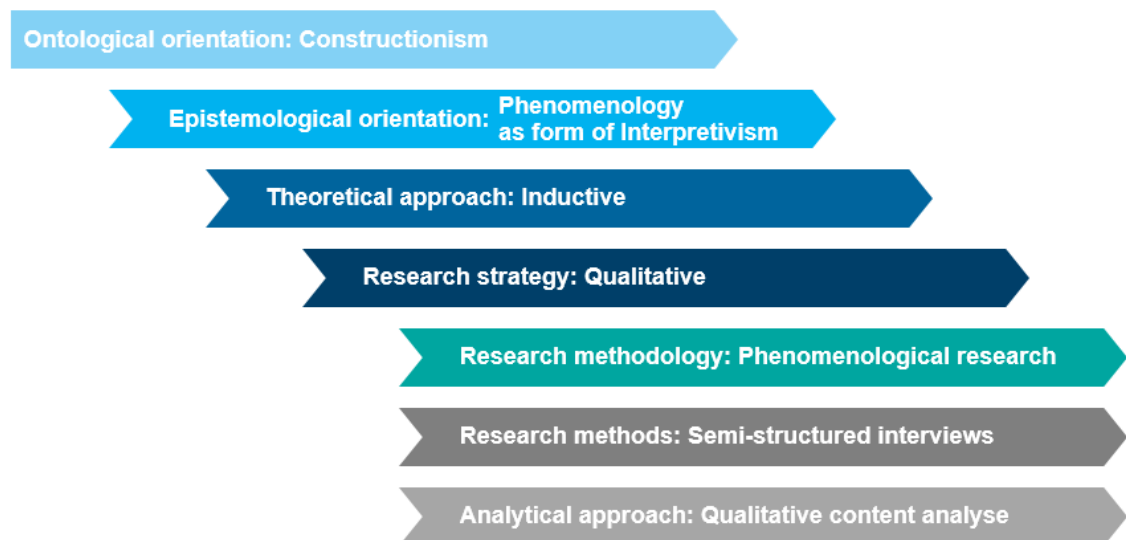 Ontological orientation: Constructionism
Epistemological orientation: Phenomenology
as form of Interpretivism
Theoretical approach: Inductive
Research strategy: Qualitative
Research methodology: Phenomenological research
Research methods: Semi-structured interviews
Analytical approach: Qualitative content analyse